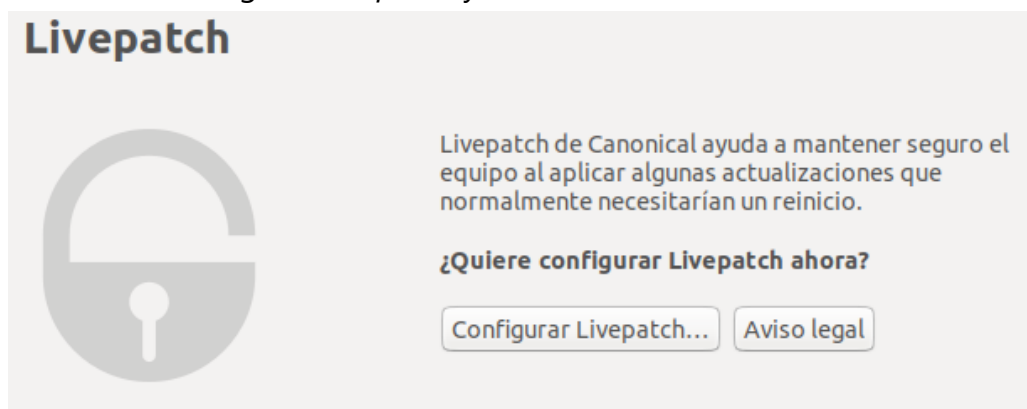 Livepatch
Livepatch de Canonical ayuda a mantener seguro el
equipo al aplicar algunas actualizaciones que
normalmente necesitarían un reinicio.
¿Quiere configurar Livepatch ahora?
Configurar Livepatch...
Aviso legal